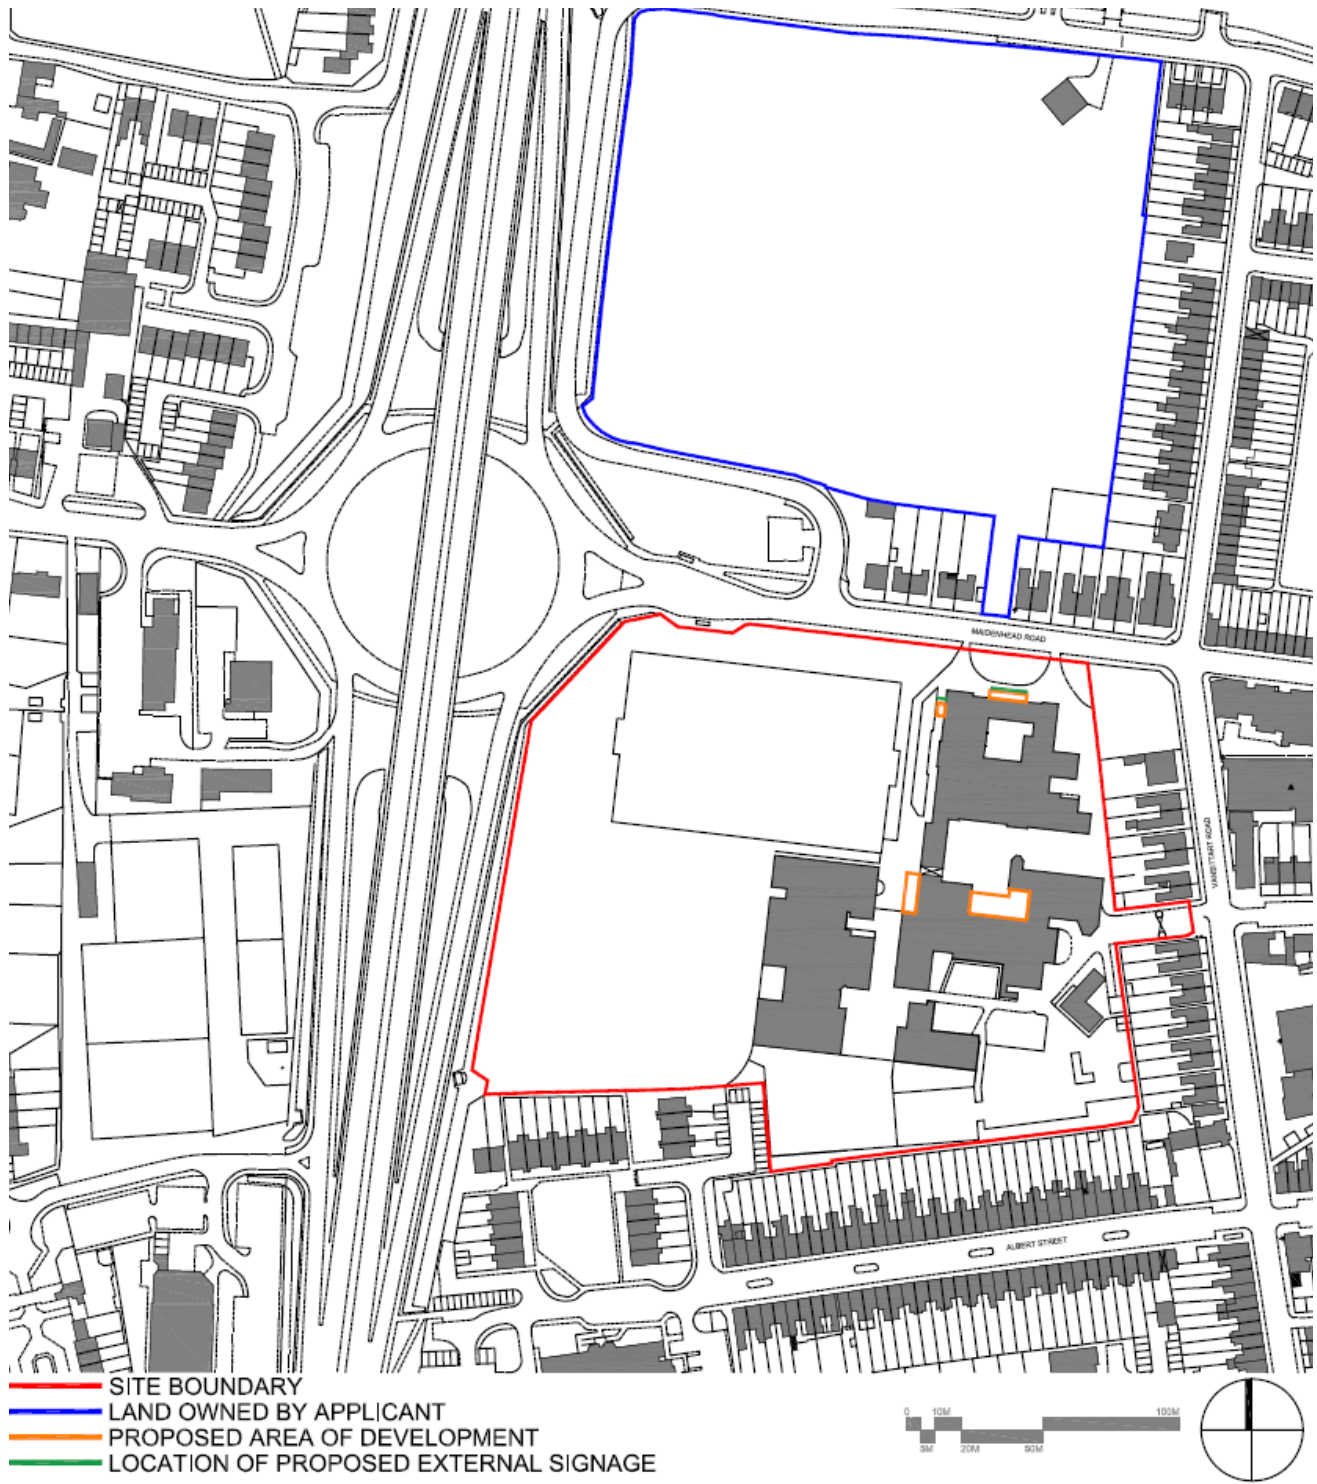 MAIDENHEAD ROAD
VANSITTART ROAD
ALBERT STREET
SITE BOUNDARY
LAND OWNED BY APPLICANT
PROPOSED AREA OF DEVELOPMENT
LOCATION OF PROPOSED EXTERNAL SIGNAGE
0 10M 100M
5M 20M 50M